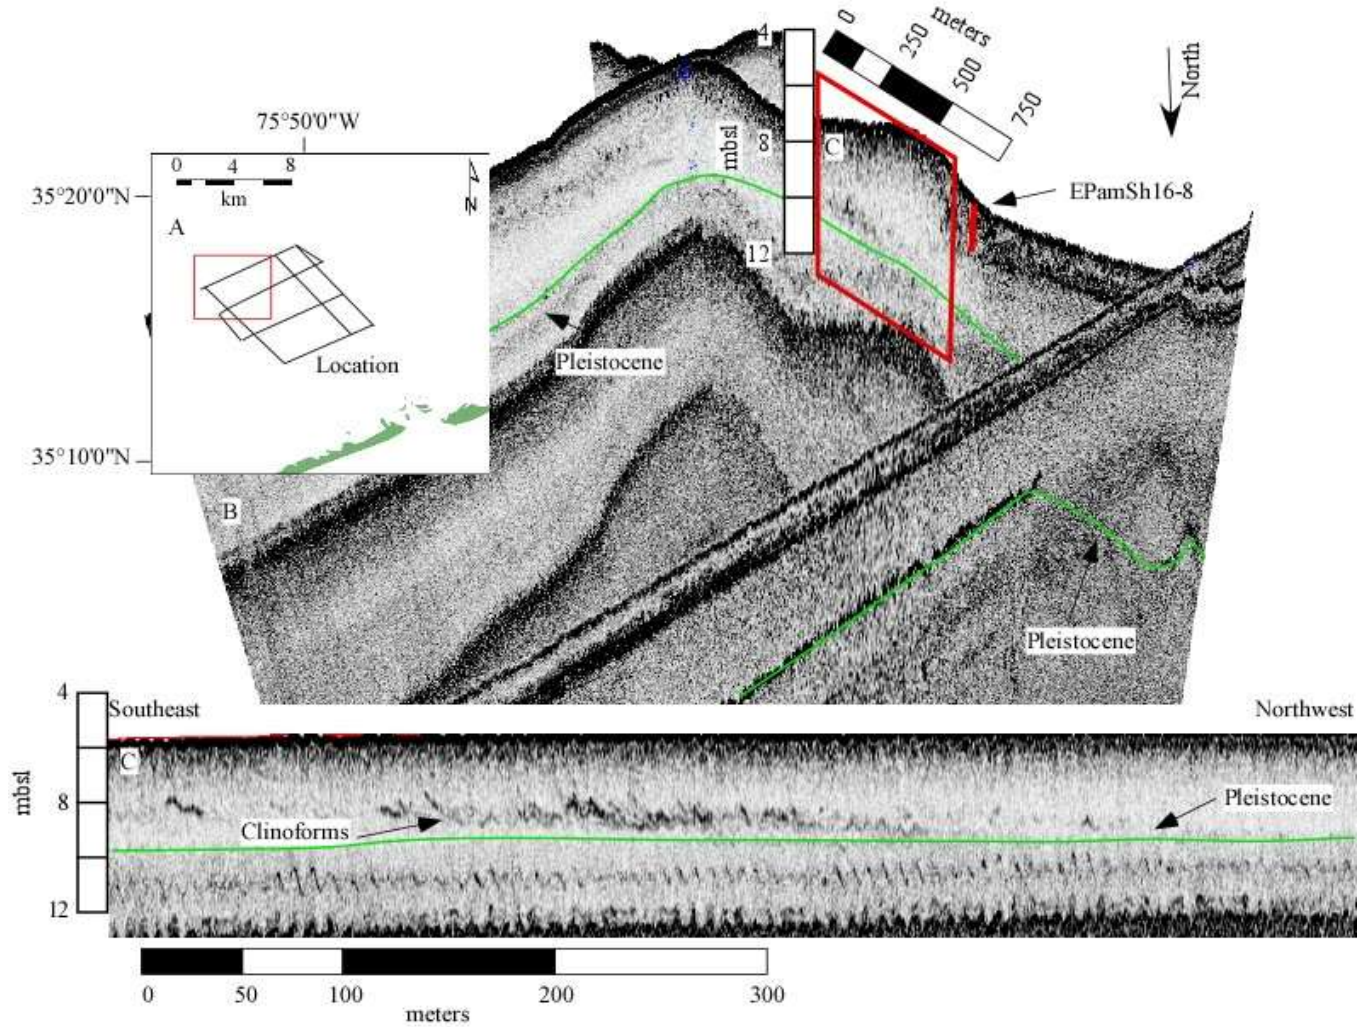 4
0
250
500
750
meters
North
mbsl
8
12
C
EPamSh16-8
75°50'0"W
35°20'0"N
35°10'0"N
0 4 8
km
N
A
Location
Pleistocene
B
Pleistocene
4
8
12
mbsl
Southeast
Northwest
C
Clinoforms
Pleistocene
0 50 100 200 300
meters